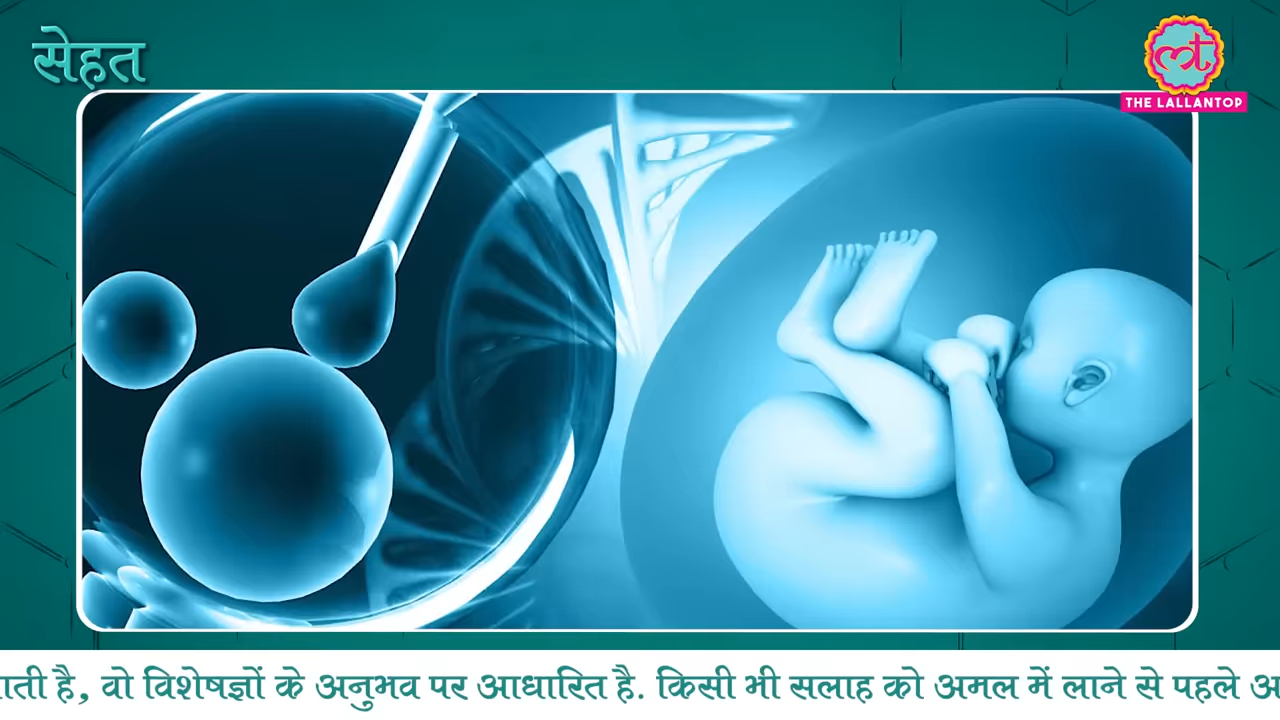 सेहत
THE LALLANTOP
है, वो विशेषज्ञों के अनुभव पर आधारित है. किसी भी सलाह को अमल में लाने से पहले